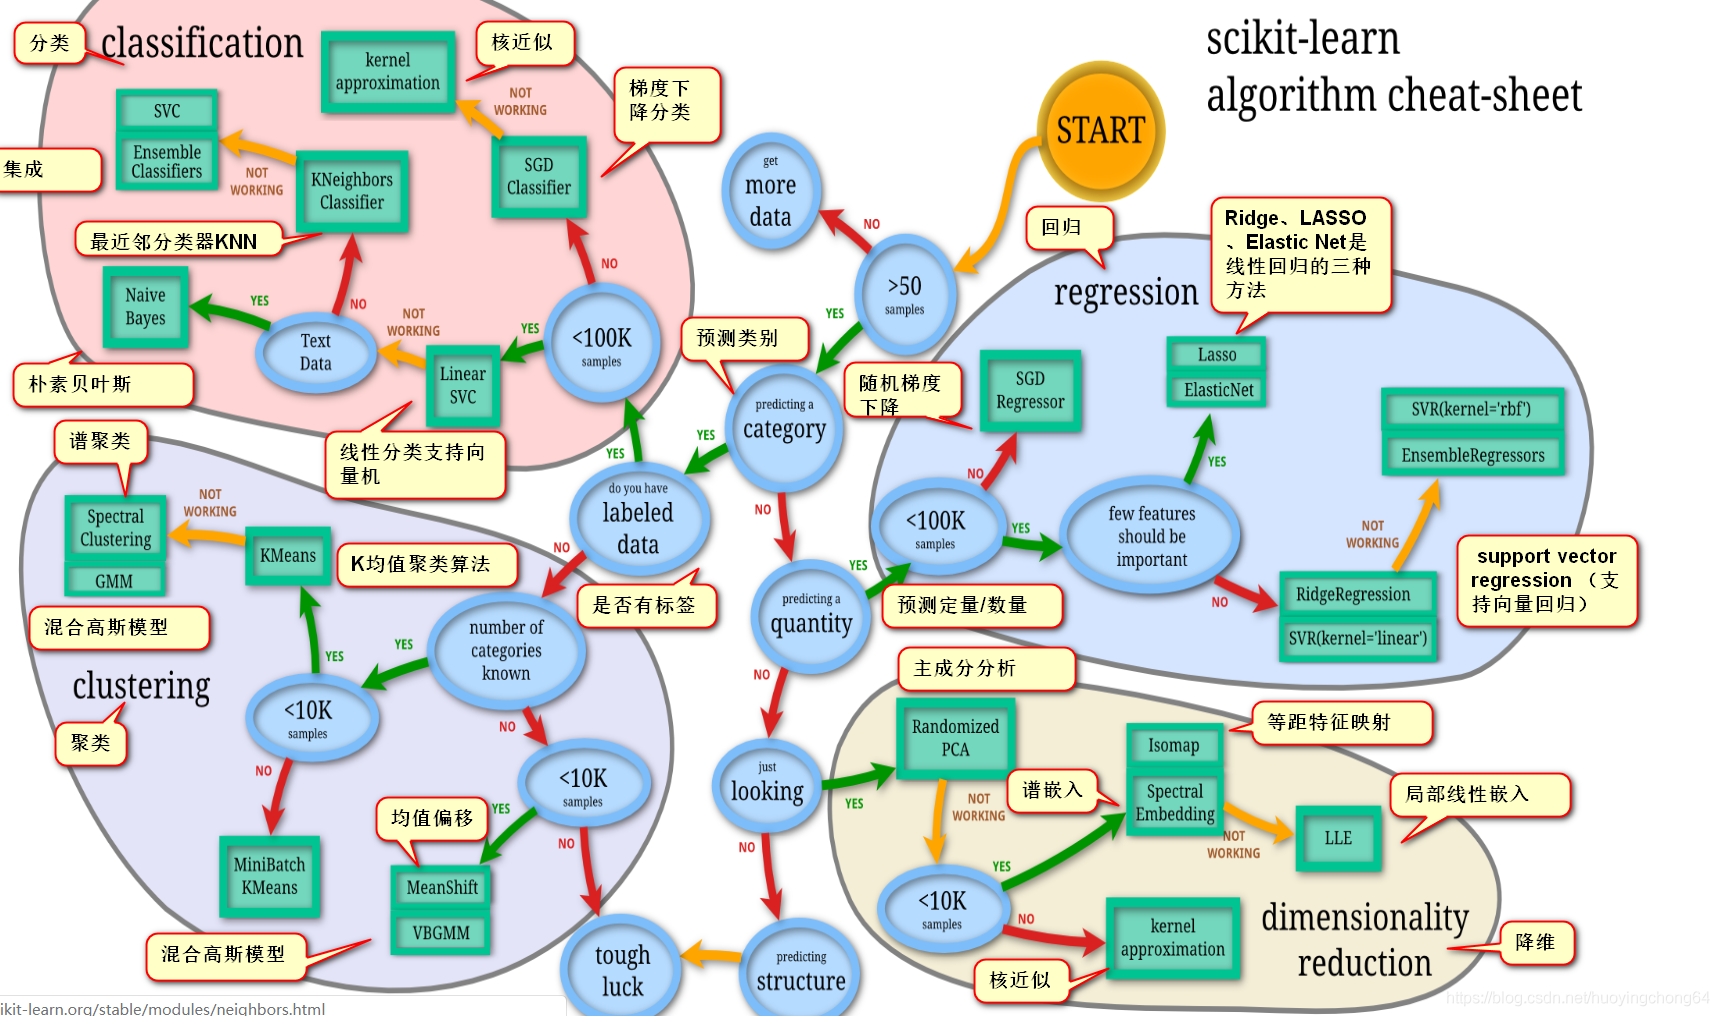 scikit-learn
algorithm cheat-sheet
START
classification
分类
kernel
approximation
核近似
NOT
WORKING
梯度下
降分类
SVC
Ensemble
Classifiers
集成
NOT
WORKING
KNeighbors
Classifier
SGD
Classifier
最近邻分类器KNN
NO
Naive
Bayes
YES
NO
朴素贝叶斯
Text
Data
NOT
WORKING
Linear
SVC
YES
<100K
samples
线性分类支持向
量机
get
more
data
NO
>50
samples
YES
预测类别
predicting a
category
YES
YES
do you have
labeled
data
是否有标签
NO
NO
predicting a
quantity
YES
预测定量/数量
NO
just
looking
YES
NO
predicting
structure
tough
luck
回归
regression
Ridge、LASSO
、Elastic Net是
线性回归的三种
方法
随机梯度
下降
SGD
Regressor
Lasso
ElasticNet
SVR(kernel='rbf')
EnsembleRegressors
NO
YES
<100K
samples
YES
few features
should be
important
NOT
WORKING
NO
RidgeRegression
SVR(kernel='linear')
support vector
regression （支
持向量回归）
谱聚类
Spectral
Clustering
GMM
NOT
WORKING
KMeans
K均值聚类算法
混合高斯模型
clustering
聚类
YES
YES
number of
categories
known
<10K
samples
NO
NO
<10K
samples
MiniBatch
KMeans
均值偏移
YES
NO
MeanShift
VBGMM
混合高斯模型
主成分分析
Randomized
PCA
NOT
WORKING
谱嵌入
Isomap
Spectral
Embedding
等距特征映射
局部线性嵌入
NOT
WORKING
LLE
YES
<10K
samples
NO
kernel
approximation
核近似
dimensionality
reduction
降维
ikit-learn.org/stable/modules/neighbors.html
https://blog.csdn.net/huoyingchong64